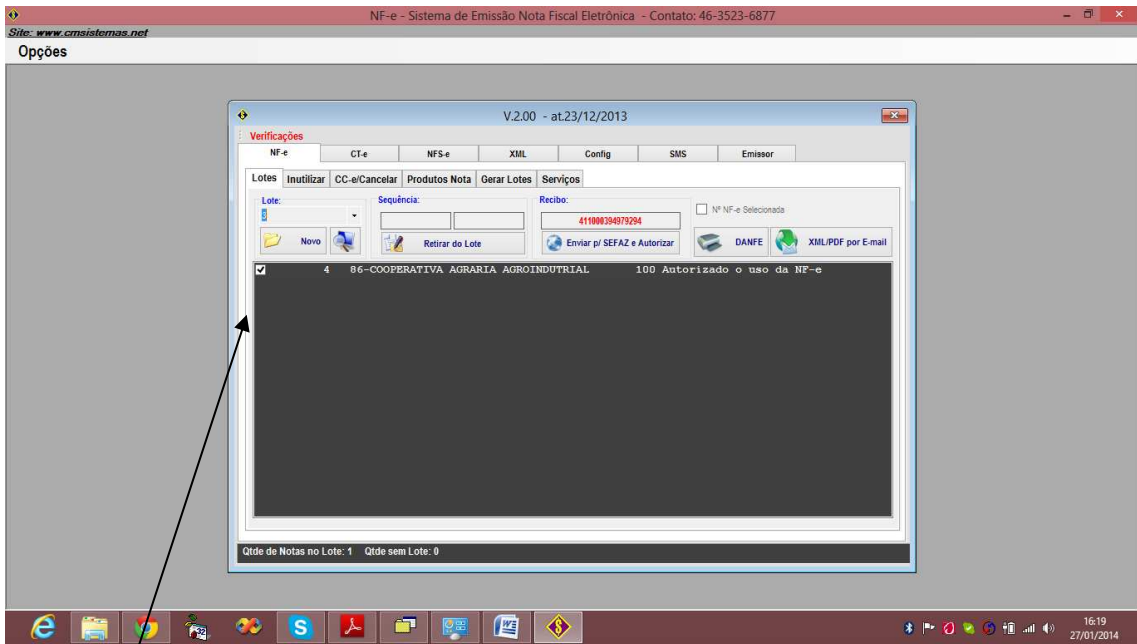 NF-e - Sistema de Emissão Nota Fiscal Eletrônica - Contato: 46-3523-6877
Site: www.cmsistemas.net
Opções
V.2.00 - at.23/12/2013
Verificações
NF-e CT-e NFS-e XML Config SMS Emissor
Lotes Inutilizar CC-e/Cancelar Produtos Nota Gerar Lotes Serviços
Lote: Sequência: Recibo:
3 411000394979294 Nº NF-e Selecionada
Novo Retirar do Lote Enviar p/ SEFAZ e Autorizar DANFE XML/PDF por E-mail
4 86-COOPERATIVA AGRARIA AGROINDUTRIAL 100 Autorizado o uso da NF-e
Qtde de Notas no Lote: 1 Qtde sem Lote: 0
16:19
27/01/2014